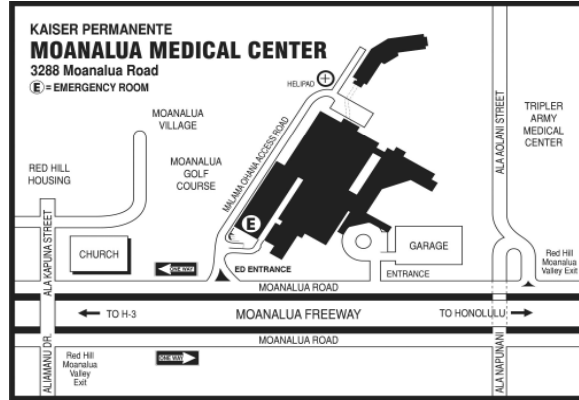 KAISER PERMANENTE
MOANALUA MEDICAL CENTER
3288 Moanalua Road
E = EMERGENCY ROOM
HELIPAD
MOANALUA
VILLAGE
ALA AOLANI STREET
TRIPLER
ARMY
MEDICAL
CENTER
RED HILL
HOUSING
MOANALUA
GOLF
COURSE
MALAMA OHANA ACCESS ROAD
E
ALA KAPUNA STREET
CHURCH
GARAGE
ONE WAY
ED ENTRANCE
ENTRANCE
Red Hill
Moanalua
Valley Exit
MOANALUA ROAD
TO H-3
MOANALUA FREEWAY
TO HONOLULU
MOANALUA ROAD
ALIAMANU DR.
Red Hill
Moanalua
Valley
Exit
ONE WAY
ALA NAPUNANI